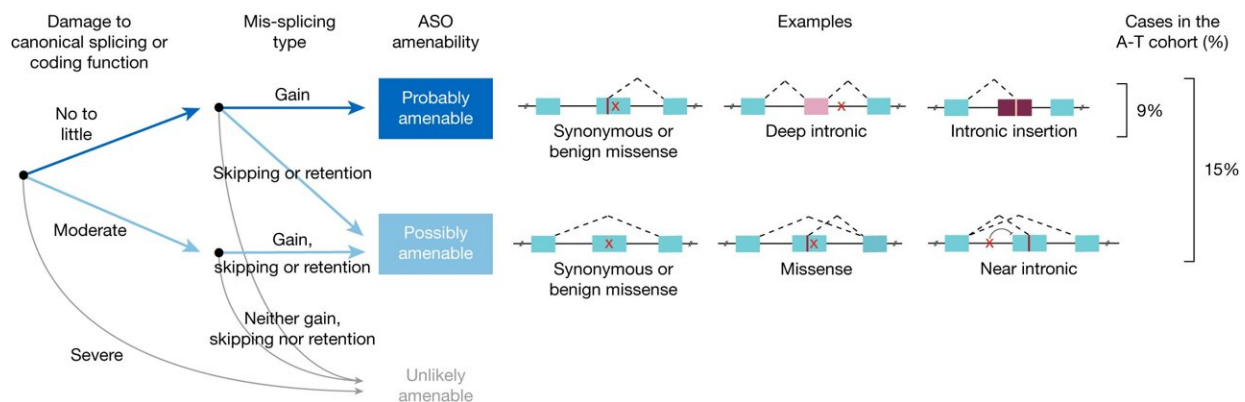 Damage to
canonical splicing or
coding function
Mis-splicing
type
ASO
amenability
Examples
Cases in the
A-T cohort (%)
No to
little
Gain
Probably
amenable
Synonymous or
benign missense
Deep intronic
Intronic insertion
9%
15%
Skipping or retention
Moderate
Gain,
skipping or retention
Possibly
amenable
Synonymous or
benign missense
Missense
Near intronic
Neither gain,
skipping nor retention
Severe
Unlikely
amenable